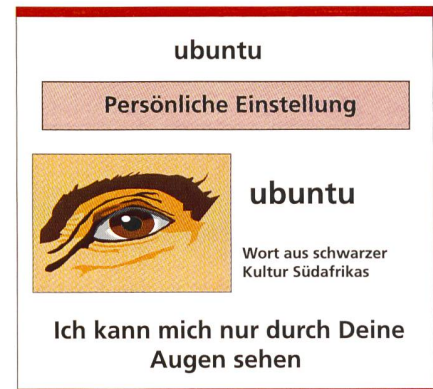 ubuntu
Persönliche Einstellung
ubuntu
Wort aus schwarzer
Kultur Südafrikas
Ich kann mich nur durch Deine
Augen sehen